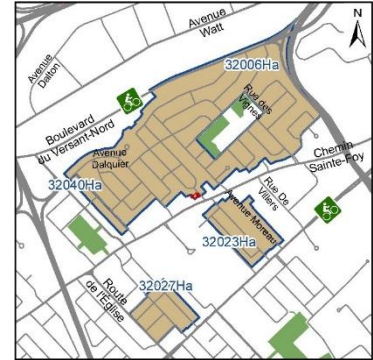 Avenue
Watt
N
Avenue
Dalton
32006Ha
Rue des
Vignes
Boulevard
du Versant-Nord
Avenue
Dalquier
Chemin
Sainte-Foy
32040Ha
Rue De
Villers
Avenue Moreau
32023Ha
32027Ha
Route
de l'Église